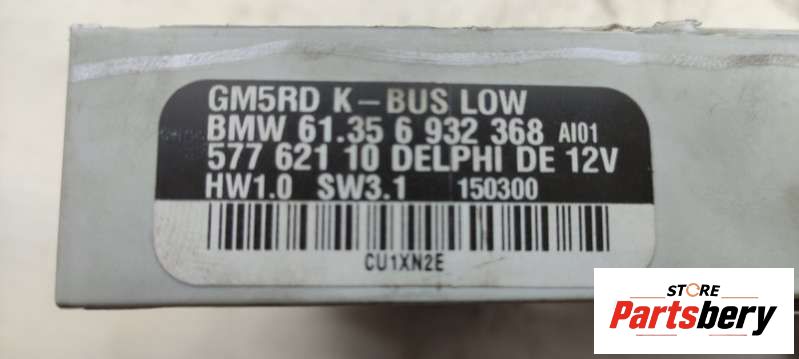 GM5RD K-BUS LOW
BMW 61.35 6 932 368 AI01
577 621 10 DELPHI DE 12V
HW1.0 SW3.1 150300
CU1XN2E
STORE
Partsbery